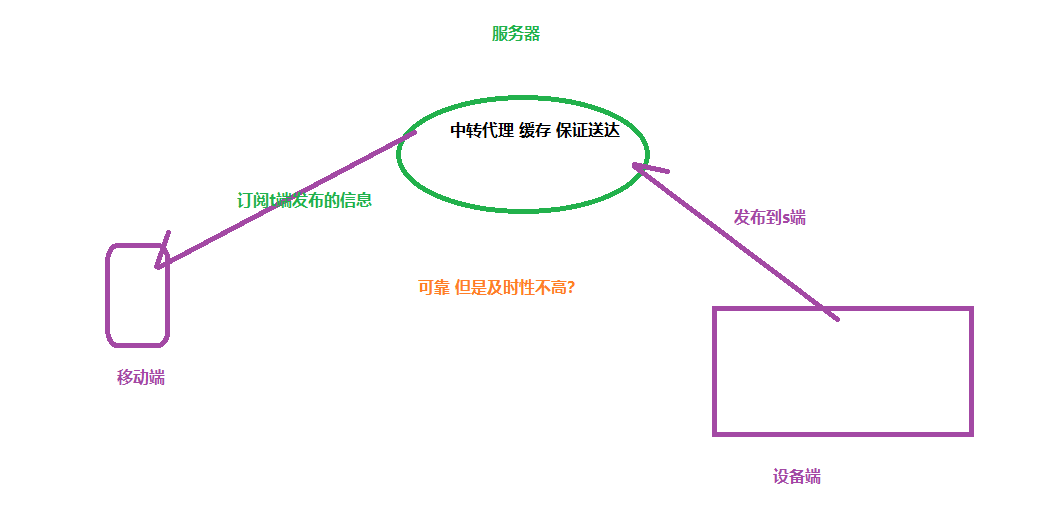 服务器
中转代理 缓存 保证送达
订阅t端发布的信息
发布到s端
可靠 但是及时性不高?
移动端
设备端